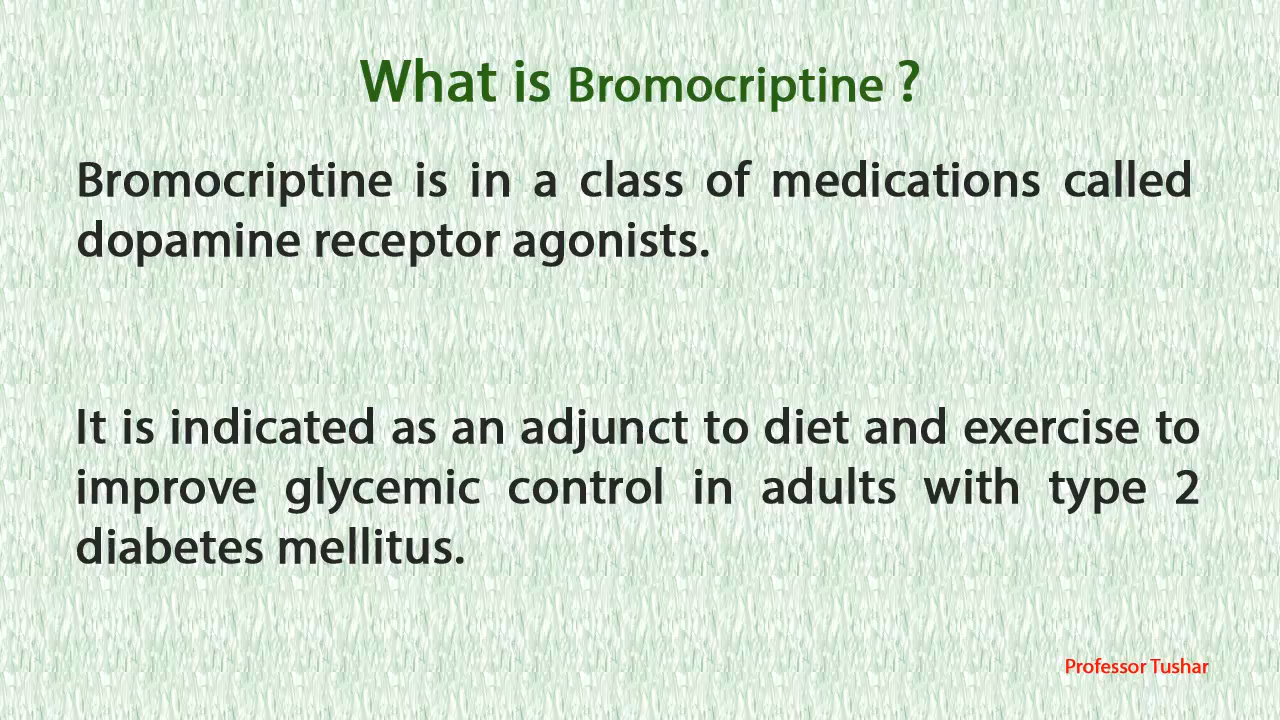 What is Bromocriptine ?
Bromocriptine is in a class of medications called
dopamine receptor agonists.
It is indicated as an adjunct to diet and exercise to
improve glycemic control in adults with type 2
diabetes mellitus.
Professor Tushar